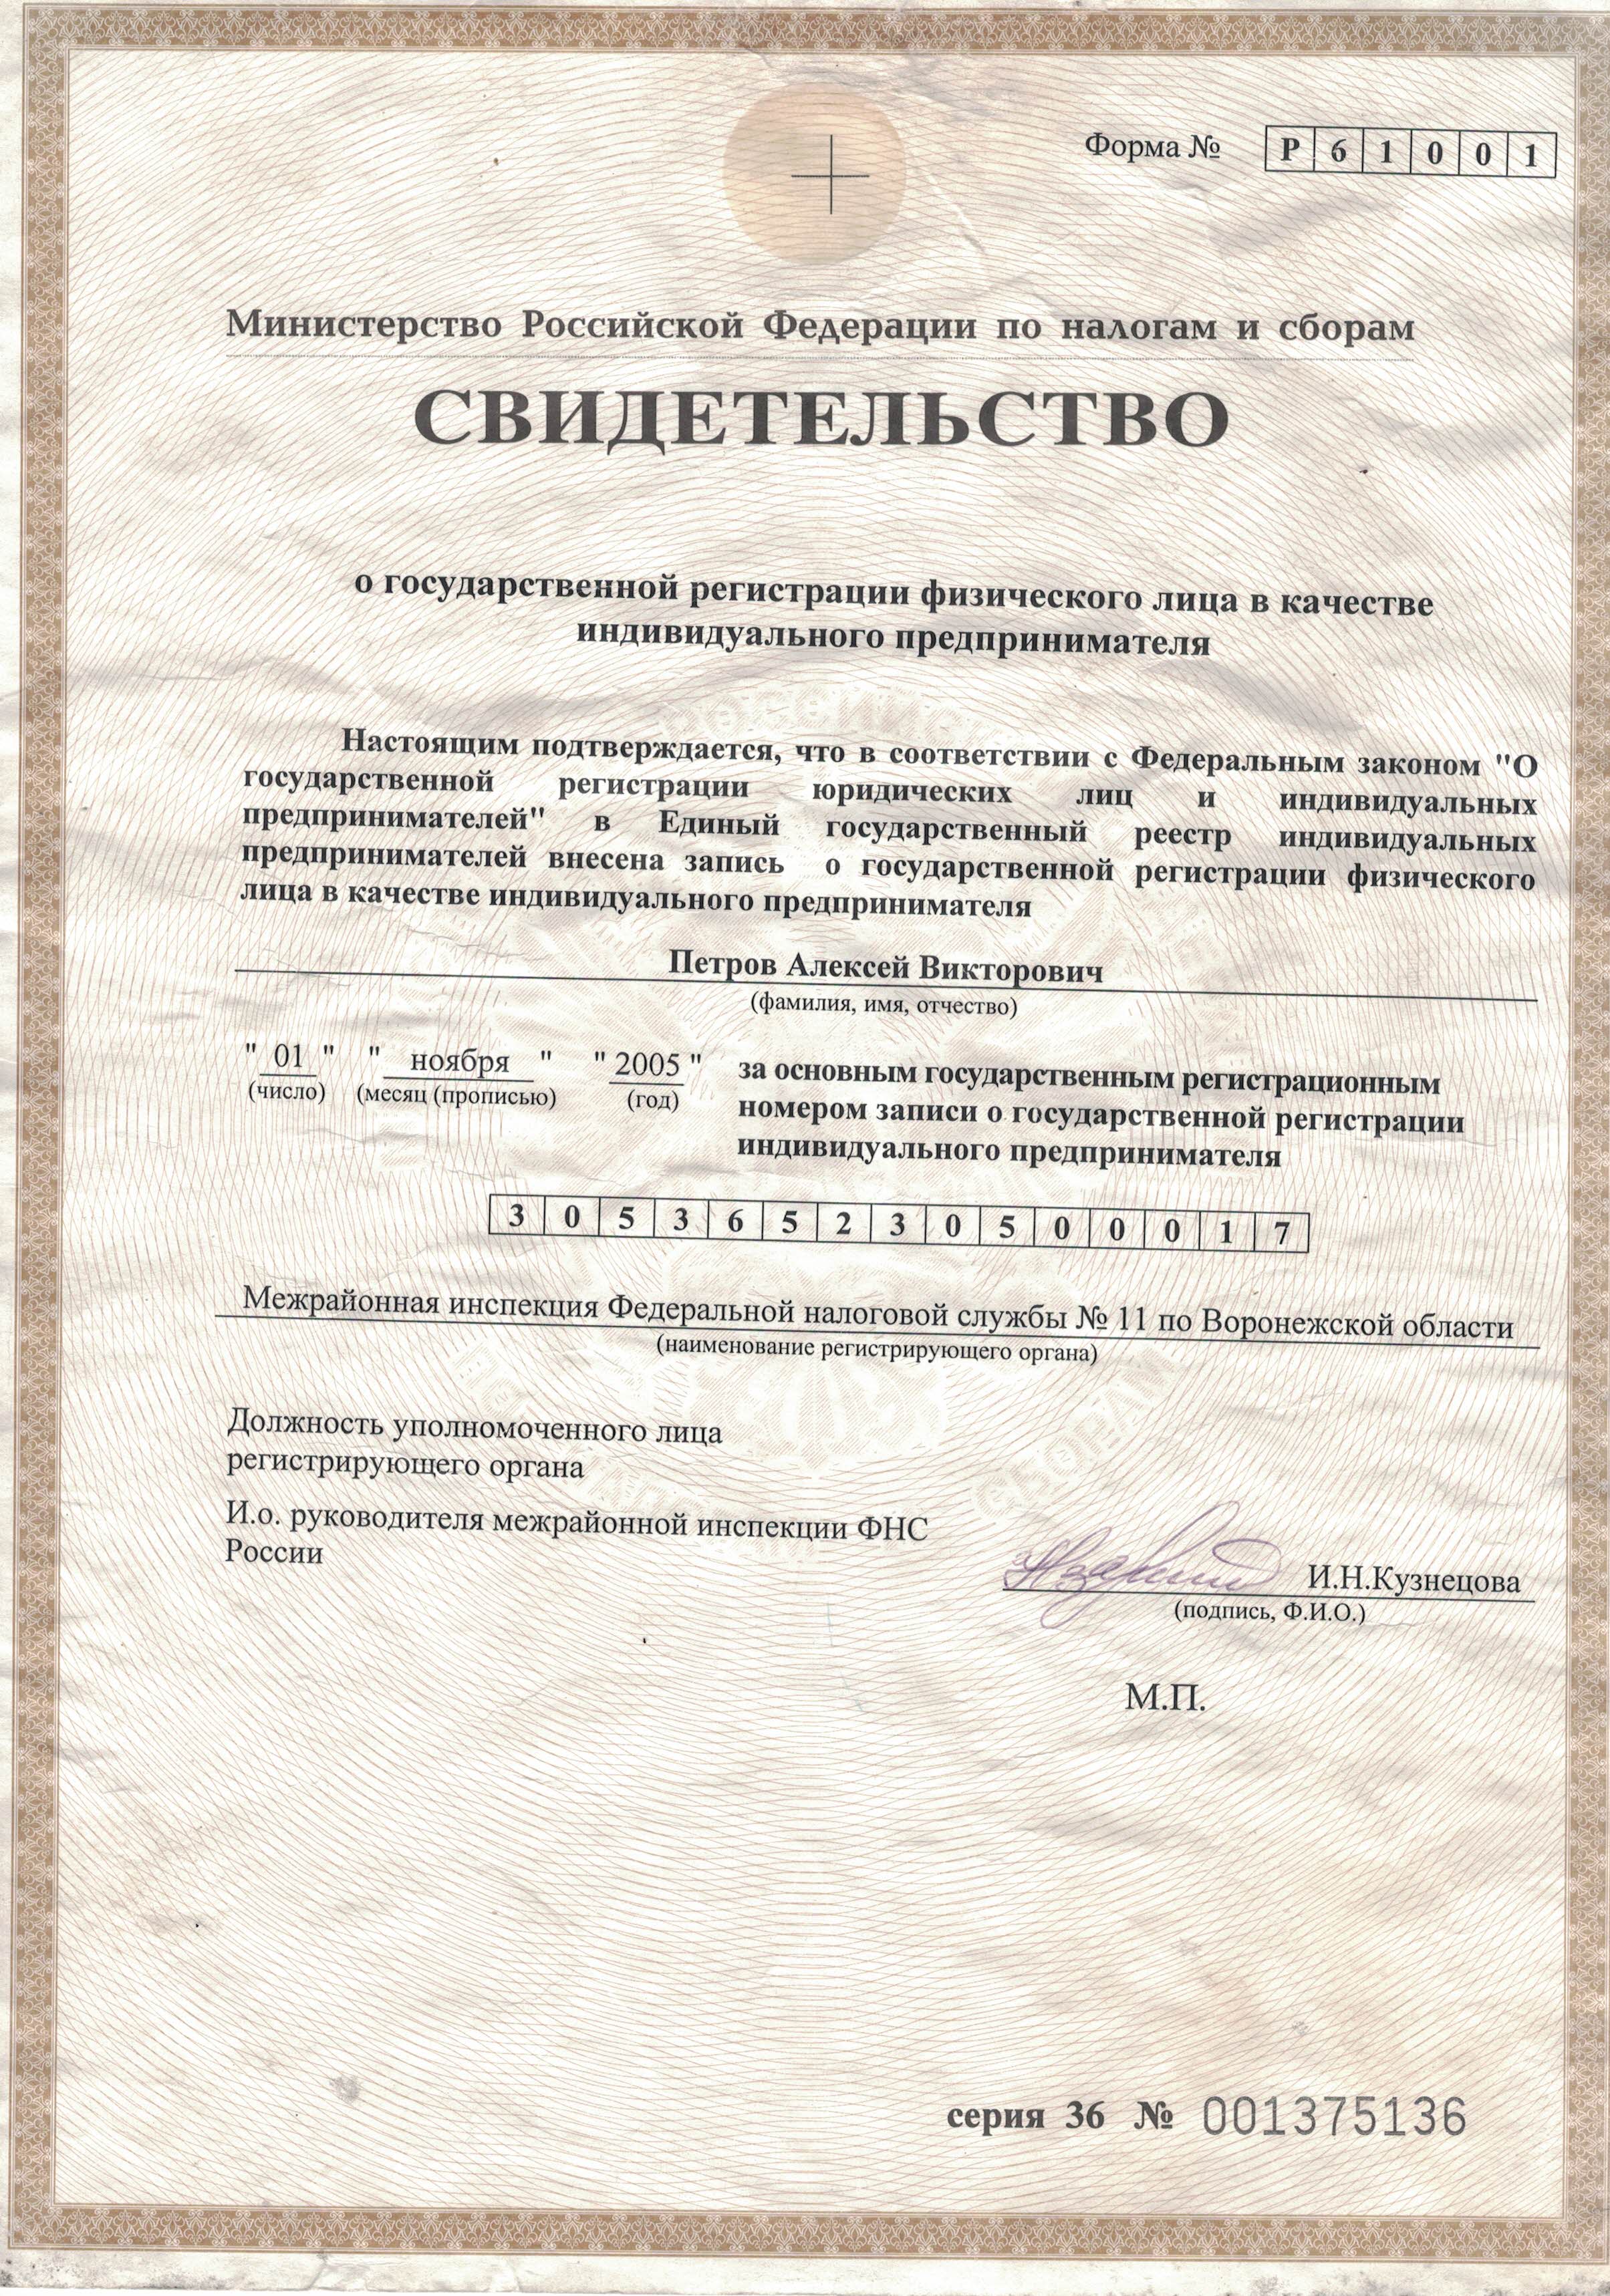 Форма № Р 6 1 0 0 1
Министерство Российской Федерации по налогам и сборам
СВИДЕТЕЛЬСТВО
о государственной регистрации физического лица в качестве
индивидуального предпринимателя
Настоящим подтверждается, что в соответствии с Федеральным законом "О
государственной регистрации юридических лиц и индивидуальных
предпринимателей" в Единый государственный реестр индивидуальных
предпринимателей внесена запись о государственной регистрации физического
лица в качестве индивидуального предпринимателя
Петров Алексей Викторович
(фамилия, имя, отчество)
" 01 " " ноября " " 2005 " за основным государственным регистрационным
(число) (месяц (прописью) (год)
номером записи о государственной регистрации
индивидуального предпринимателя
3 0 5 3 6 5 2 3 0 5 0 0 0 1 7
Межрайонная инспекция Федеральной налоговой службы № 11 по Воронежской области
(наименование регистрирующего органа)
Должность уполномоченного лица
регистрирующего органа
И.о. руководителя межрайонной инспекции ФНС
России
И.Н.Кузнецова
(подпись, Ф.И.О.)
М.П.
серия 36 № 001375136